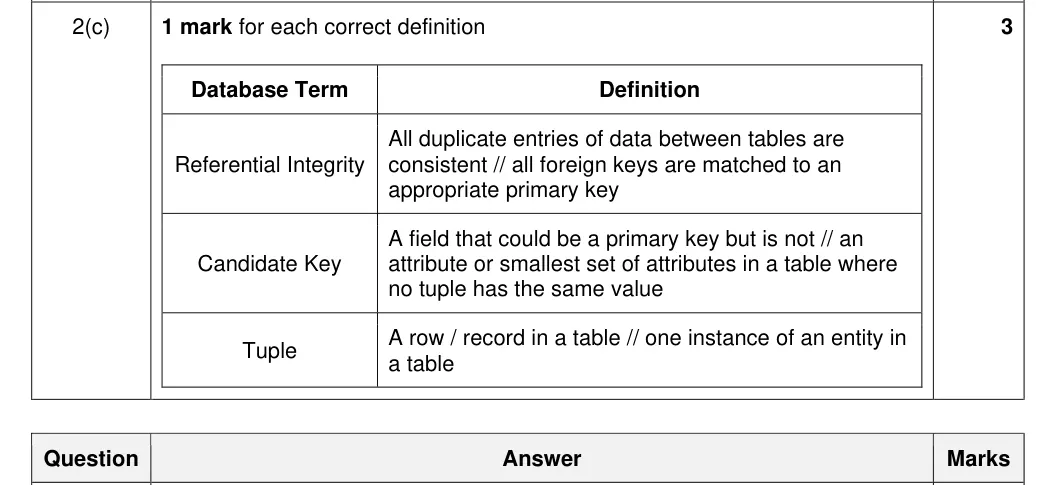 2(c) 1 mark for each correct definition 3
Database Term Definition
Referential Integrity
All duplicate entries of data between tables are
consistent // all foreign keys are matched to an
appropriate primary key
Candidate Key
A field that could be a primary key but is not // an
attribute or smallest set of attributes in a table where
no tuple has the same value
Tuple
A row / record in a table // one instance of an entity in
a table
Question Answer Marks